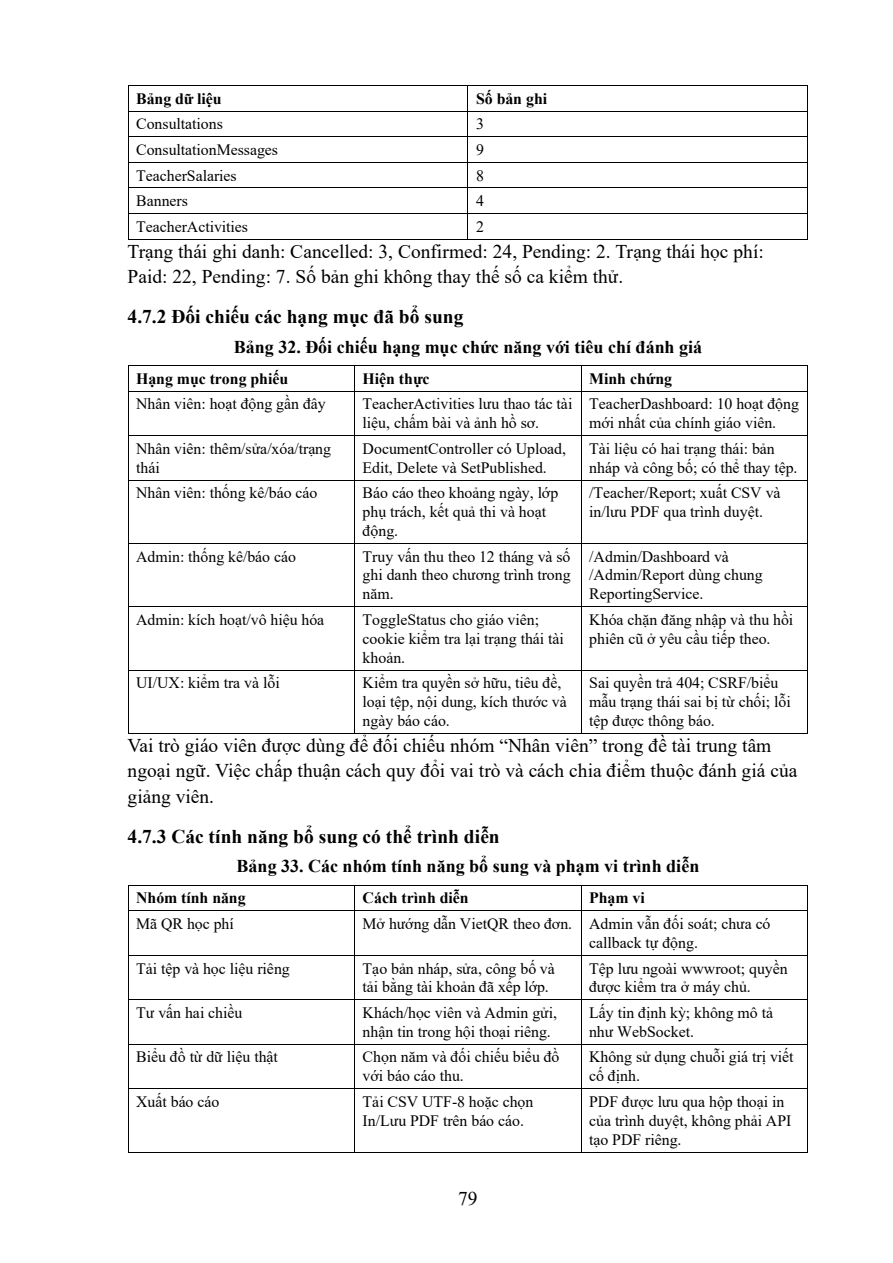 Bảng dữ liệu Số bản ghi
Consultations 3
ConsultationMessages 9
TeacherSalaries 8
Banners 4
TeacherActivities 2
Trạng thái ghi danh: Cancelled: 3, Confirmed: 24, Pending: 2. Trạng thái học phí:
Paid: 22, Pending: 7. Số bản ghi không thay thế số ca kiểm thử.
4.7.2 Đối chiếu các hạng mục đã bổ sung
Bảng 32. Đối chiếu hạng mục chức năng với tiêu chí đánh giá
Hạng mục trong phiếu Hiện thực Minh chứng
Nhân viên: hoạt động gần đây TeacherActivities lưu thao tác tài TeacherDashboard: 10 hoạt động
liệu, chấm bài và ảnh hồ sơ. mới nhất của chính giáo viên.
Nhân viên: thêm/sửa/xóa/trạng DocumentController có Upload, Tài liệu có hai trạng thái: bản
thái Edit, Delete và SetPublished. nháp và công bố; có thể thay tệp.
Nhân viên: thống kê/báo cáo Báo cáo theo khoảng ngày, lớp /Teacher/Report; xuất CSV và
phụ trách, kết quả thi và hoạt in/lưu PDF qua trình duyệt.
động.
Admin: thống kê/báo cáo Truy vấn thu theo 12 tháng và số /Admin/Dashboard và
ghi danh theo chương trình trong /Admin/Report dùng chung
năm. ReportingService.
Admin: kích hoạt/vô hiệu hóa ToggleStatus cho giáo viên; Khóa chặn đăng nhập và thu hồi
cookie kiểm tra lại trạng thái tài phiên cũ ở yêu cầu tiếp theo.
khoản.
UI/UX: kiểm tra và lỗi Kiểm tra quyền sở hữu, tiêu đề, Sai quyền trả 404; CSRF/biểu
loại tệp, nội dung, kích thước và mẫu trạng thái sai bị từ chối; lỗi
ngày báo cáo. tệp được thông báo.
Vai trò giáo viên được dùng để đối chiếu nhóm “Nhân viên” trong đề tài trung tâm
ngoại ngữ. Việc chấp thuận cách quy đổi vai trò và cách chia điểm thuộc đánh giá của
giảng viên.
4.7.3 Các tính năng bổ sung có thể trình diễn
Bảng 33. Các nhóm tính năng bổ sung và phạm vi trình diễn
Nhóm tính năng Cách trình diễn Phạm vi
Mã QR học phí Mở hướng dẫn VietQR theo đơn. Admin vẫn đối soát; chưa có
callback tự động.
Tải tệp và học liệu riêng Tạo bản nháp, sửa, công bố và Tệp lưu ngoài wwwroot; quyền
tải bằng tài khoản đã xếp lớp. được kiểm tra ở máy chủ.
Tư vấn hai chiều Khách/học viên và Admin gửi, Lấy tin định kỳ; không mô tả
nhận tin trong hội thoại riêng. như WebSocket.
Biểu đồ từ dữ liệu thật Chọn năm và đối chiếu biểu đồ Không sử dụng chuỗi giá trị viết
với báo cáo thu. cố định.
Xuất báo cáo Tải CSV UTF-8 hoặc chọn PDF được lưu qua hộp thoại in
In/Lưu PDF trên báo cáo. của trình duyệt, không phải API
tạo PDF riêng.
79